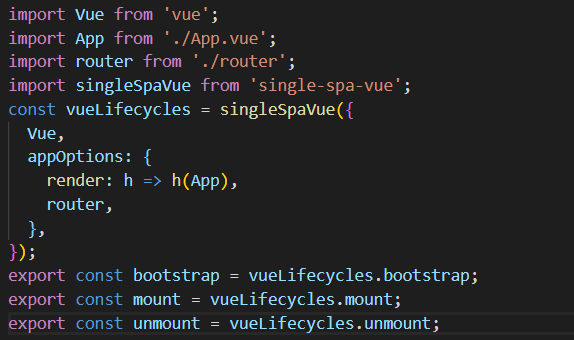 import Vue from 'vue';
import App from './App.vue';
import router from './router';
import singleSpaVue from 'single-spa-vue';
const vueLifecycles = singleSpaVue({
  Vue,
  appOptions: {
    render: h => h(App),
    router,
  },
});
export const bootstrap = vueLifecycles.bootstrap;
export const mount = vueLifecycles.mount;
export const unmount = vueLifecycles.unmount;